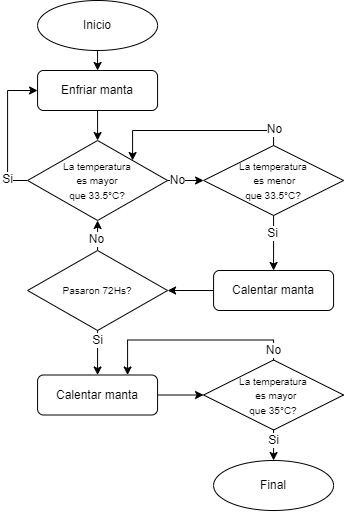 Inicio
Enfriar manta
La temperatura
es mayor
que 33.5°C?
Si
No
La temperatura
es menor
que 33.5°C?
No
Si
Calentar manta
Pasaron 72Hs?
No
Si
Calentar manta
La temperatura
es mayor
que 35°C?
No
Si
Final